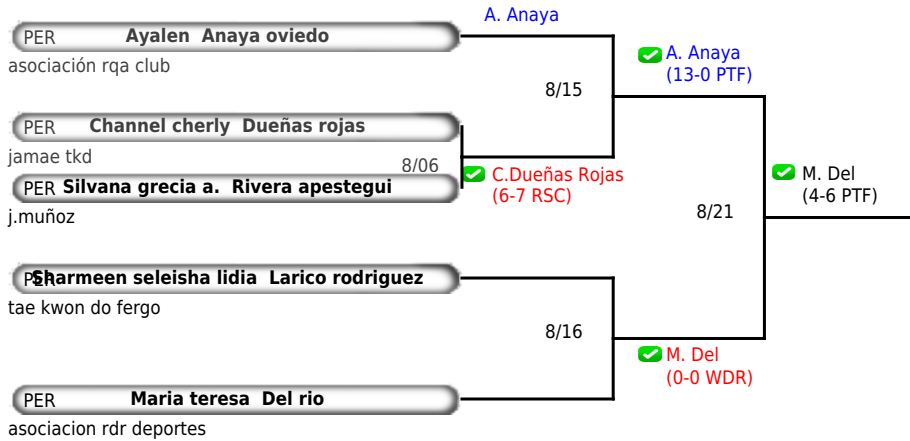 A. Anaya
PER Ayalen Anaya oviedo
asociación rqa club
A. Anaya
(13-0 PTF)
8/15
PER Channel cherly Dueñas rojas
jamae tkd
8/06
C.Dueñas Rojas
(6-7 RSC)
PER Silvana grecia a. Rivera apestegui
j.muñoz
M. Del
(4-6 PTF)
8/21
PER Sharmeen seleisha lidia Larico rodriguez
tae kwon do fergo
8/16
M. Del
(0-0 WDR)
PER Maria teresa Del rio
asociacion rdr deportes